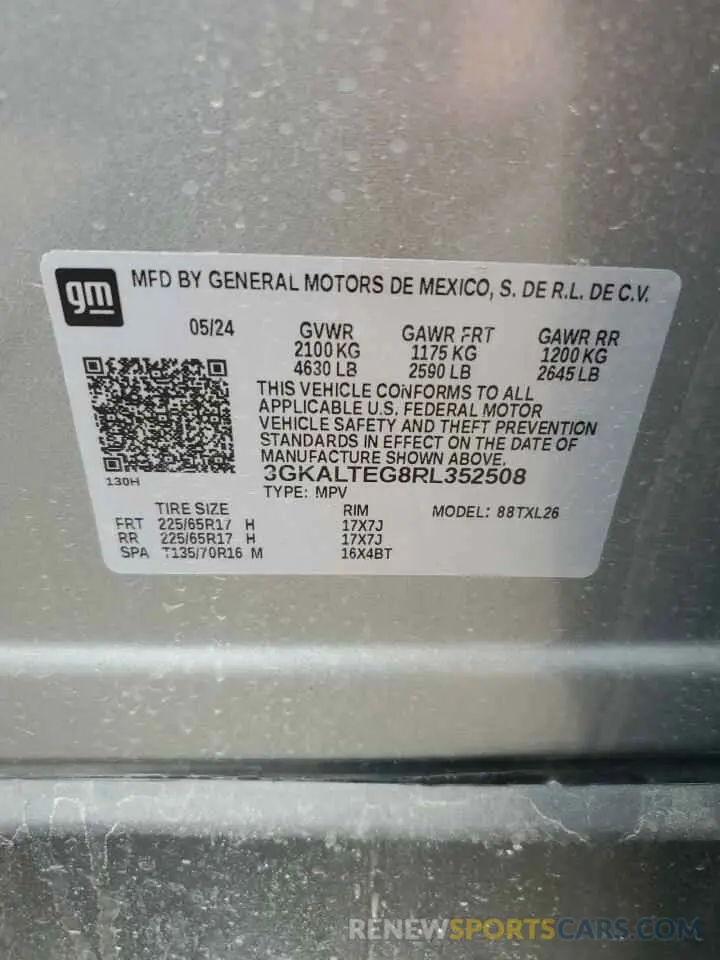 gm
MFD BY GENERAL MOTORS DE MEXICO, S. DE R.L. DE C.V.
05/24 GVWR GAWR FRT GAWR RR
2100 KG 1175 KG 1200 KG
4630 LB 2590 LB 2645 LB
THIS VEHICLE CONFORMS TO ALL
APPLICABLE U.S. FEDERAL MOTOR
VEHICLE SAFETY AND THEFT PREVENTION
STANDARDS IN EFFECT ON THE DATE OF
MANUFACTURE SHOWN ABOVE.
130H
3GKALTEG8RL352508
TYPE: MPV
TIRE SIZE RIM MODEL: 88TXL26
FRT 225/65R17 H 17X7J
RR 225/65R17 H 17X7J
SPA T135/70R16 M 16X4BT
RENEWSPORTSCARS.COM